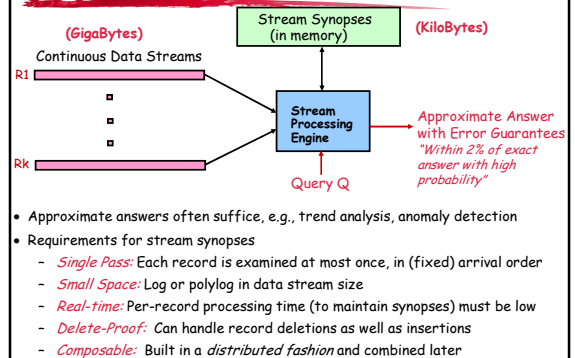 (GigaBytes)
Stream Synopses
(in memory)
(KiloBytes)
Continuous Data Streams
R1
Rk
Stream
Processing
Engine
Query Q
Approximate Answer
with Error Guarantees
“Within 2% of exact
answer with high
probability”
• Approximate answers often suffice, e.g., trend analysis, anomaly detection
• Requirements for stream synopses
- Single Pass: Each record is examined at most once, in (fixed) arrival order
- Small Space: Log or polylog in data stream size
- Real-time: Per-record processing time (to maintain synopses) must be low
- Delete-Proof: Can handle record deletions as well as insertions
- Composable: Built in a distributed fashion and combined later